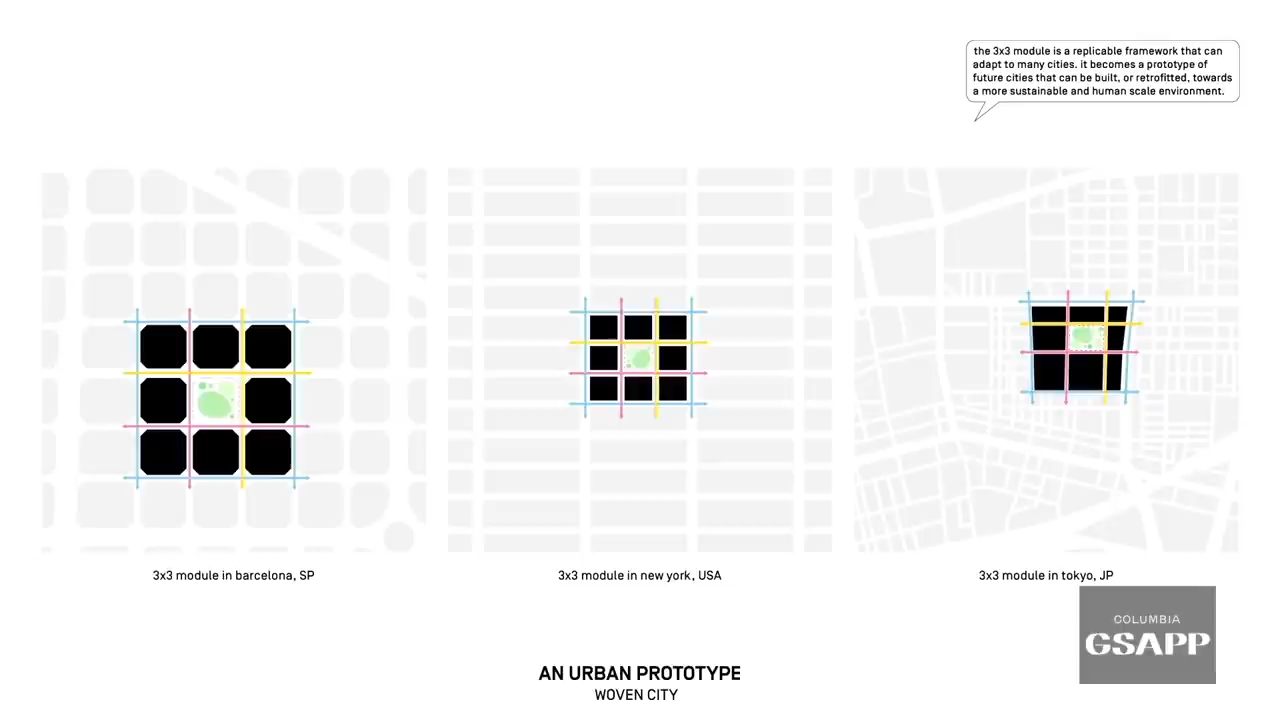 the 3x3 module is a replicable framework that can
adapt to many cities. it becomes a prototype of
future cities that can be built, or retrofitted, towards
a more sustainable and human scale environment.
3x3 module in barcelona, SP
3x3 module in new york, USA
3x3 module in tokyo, JP
COLUMBIA
GSAPP
AN URBAN PROTOTYPE
WOVEN CITY